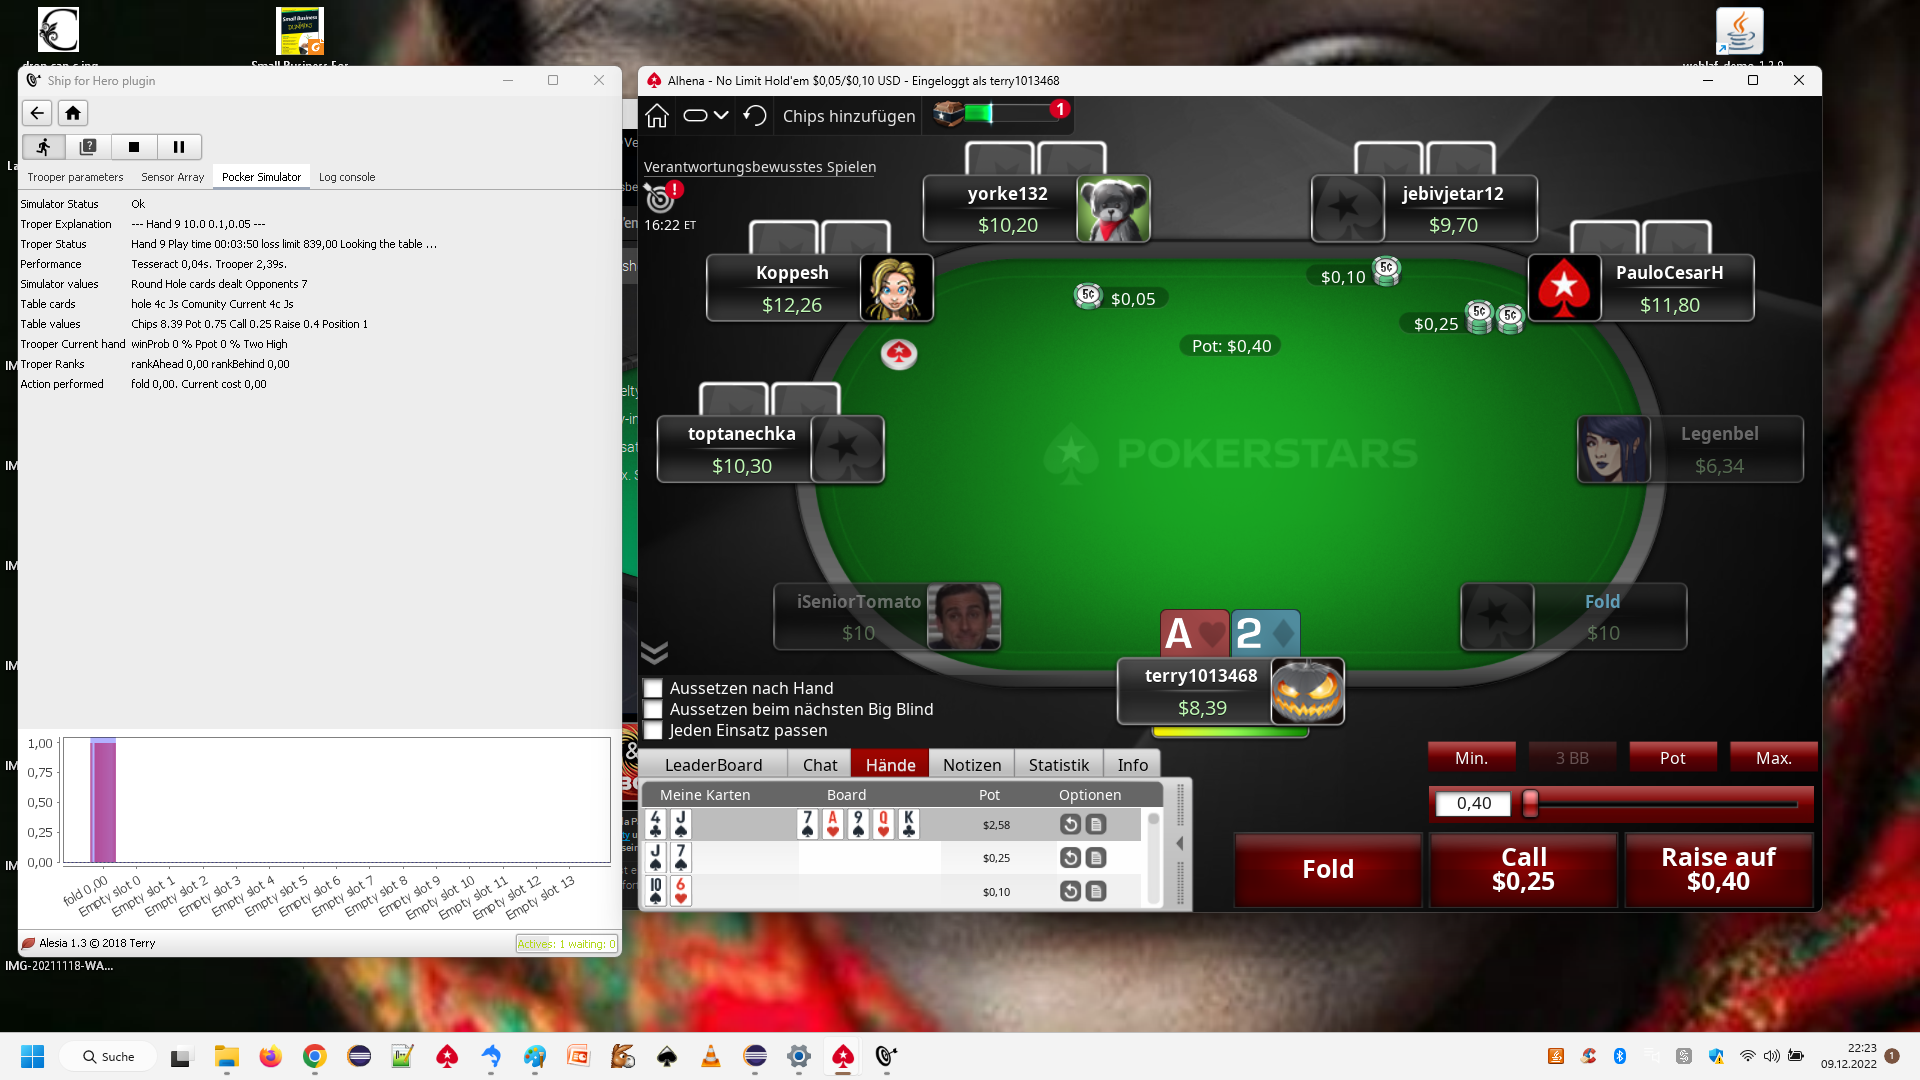 Ship for Hero plugin
Trooper parameters Sensor Array Pocker Simulator Log console
Simulator Status Ok
Troper Explanation --- Hand 9 10.0 0.1,0.05 ---
Troper Status Hand 9 Play time 00:03:50 loss limit 839,00 Looking the table ...
Performance Tesseract 0,04s. Trooper 2,39s.
Simulator values Round Hole cards dealt Opponents 7
Table cards hole 4c Js Comunity Current 4c Js
Table values Chips 8.39 Pot 0.75 Call 0.25 Raise 0.4 Position 1
Trooper Current hand winProb 0 % Ppot 0 % Two High
Troper Ranks rankAhead 0,00 rankBehind 0,00
Action performed fold 0,00. Current cost 0,00
1,00
0,75
0,50
0,25
0,00
fold 0,00 Empty slot 0 Empty slot 1 Empty slot 2 Empty slot 3 Empty slot 4 Empty slot 5 Empty slot 6 Empty slot 7 Empty slot 8 Empty slot 9 Empty slot 10 Empty slot 11 Empty slot 12 Empty slot 13
Alesia 1.3 © 2018 Terry
Actives: 1 waiting: 0
IMG-20211118-WA...
Alhena - No Limit Hold'em $0,05/$0,10 USD - Eingeloggt als terry1013468
Chips hinzufügen
1
Verantwortungsbewusstes Spielen
16:22 ET
yorke132
$10,20
jebivjetar12
$9,70
Koppesh
$12,26
PauloCesarH
$11,80
5¢ $0,05
$0,10 5¢
$0,25 5¢ 5¢
Pot: $0,40
toptanechka
$10,30
POKERSTARS
Legenbel
$6,34
iSeniorTomato
$10
Fold
$10
A 2
terry1013468
$8,39
Aussetzen nach Hand
Aussetzen beim nächsten Big Blind
Jeden Einsatz passen
LeaderBoard Chat Hände Notizen Statistik Info
Meine Karten Board Pot Optionen
4 J 7 A 9 Q K $2,58
J 7 $0,25
10 6 $0,10
Min. 3 BB Pot Max.
0,40
Fold
Call
$0,25
Raise auf
$0,40
Suche
22:23
09.12.2022
1